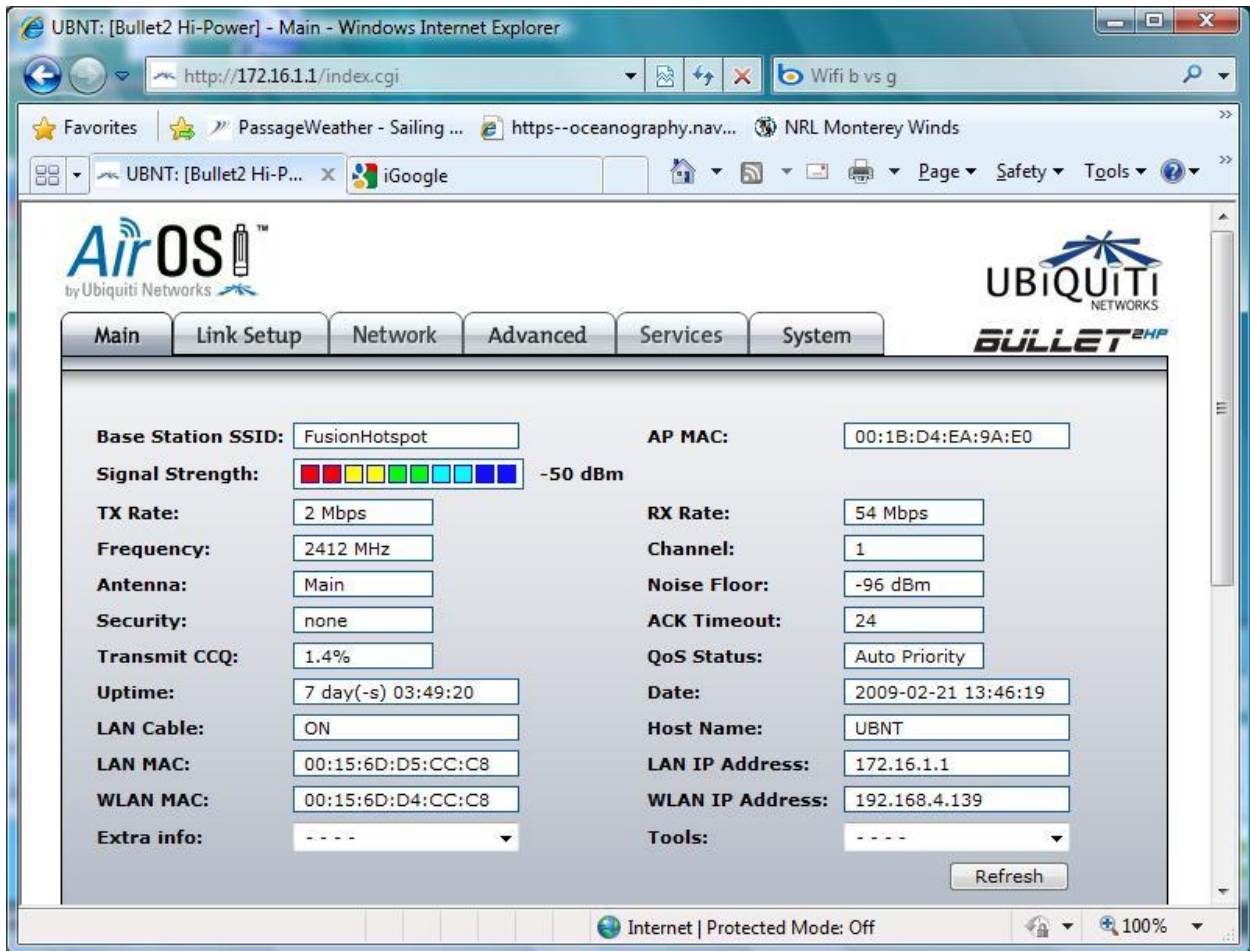 UBNT: [Bullet2 Hi-Power] - Main - Windows Internet Explorer
http://172.16.1.1/index.cgi
Wifi b vs g
Favorites PassageWeather - Sailing ... https--oceanography.nav... NRL Monterey Winds
UBNT: [Bullet2 Hi-P... iGoogle Page Safety Tools
AirOS™
by Ubiquiti Networks
UBiQUiTi
NETWORKS
BULLET2HP
Main Link Setup Network Advanced Services System
Base Station SSID: FusionHotspot AP MAC: 00:1B:D4:EA:9A:E0
Signal Strength: -50 dBm
TX Rate: 2 Mbps RX Rate: 54 Mbps
Frequency: 2412 MHz Channel: 1
Antenna: Main Noise Floor: -96 dBm
Security: none ACK Timeout: 24
Transmit CCQ: 1.4% QoS Status: Auto Priority
Uptime: 7 day(-s) 03:49:20 Date: 2009-02-21 13:46:19
LAN Cable: ON Host Name: UBNT
LAN MAC: 00:15:6D:D5:CC:C8 LAN IP Address: 172.16.1.1
WLAN MAC: 00:15:6D:D4:CC:C8 WLAN IP Address: 192.168.4.139
Extra info: - - - - Tools: - - - -
Refresh
Internet | Protected Mode: Off 100%